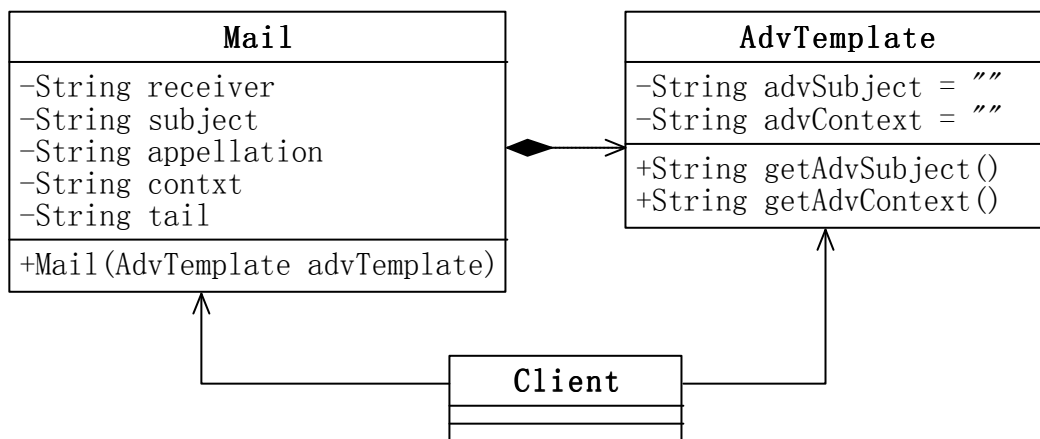 Mail
-String receiver
-String subject
-String appellation
-String contxt
-String tail
+Mail(AdvTemplate advTemplate)
AdvTemplate
-String advSubject = ""
-String advContext = ""
+String getAdvSubject()
+String getAdvContext()
Client